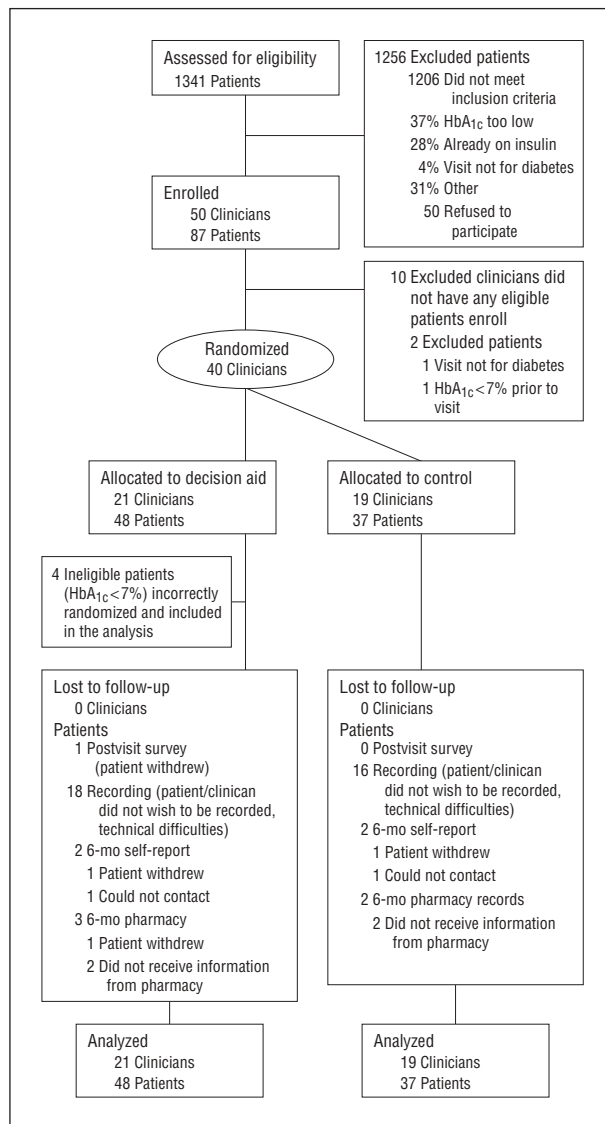 Assessed for eligibility
1341 Patients
1256 Excluded patients
1206 Did not meet
inclusion criteria
37% HbA1c too low
28% Already on insulin
4% Visit not for diabetes
31% Other
50 Refused to
participate
Enrolled
50 Clinicians
87 Patients
10 Excluded clinicians did
not have any eligible
patients enroll
2 Excluded patients
1 Visit not for diabetes
1 HbA1c<7% prior to
visit
Randomized
40 Clinicians
Allocated to decision aid
21 Clinicians
48 Patients
Allocated to control
19 Clinicians
37 Patients
4 Ineligible patients
(HbA1c<7%) incorrectly
randomized and included
in the analysis
Lost to follow-up
0 Clinicians
Patients
1 Postvisit survey
(patient withdrew)
18 Recording (patient/clinican
did not wish to be recorded,
technical difficulties)
2 6-mo self-report
1 Patient withdrew
1 Could not contact
3 6-mo pharmacy
1 Patient withdrew
2 Did not receive information
from pharmacy
Lost to follow-up
0 Clinicians
Patients
0 Postvisit survey
16 Recording (patient/clinican
did not wish to be recorded,
technical difficulties)
2 6-mo self-report
1 Patient withdrew
1 Could not contact
2 6-mo pharmacy records
2 Did not receive information
from pharmacy
Analyzed
21 Clinicians
48 Patients
Analyzed
19 Clinicians
37 Patients